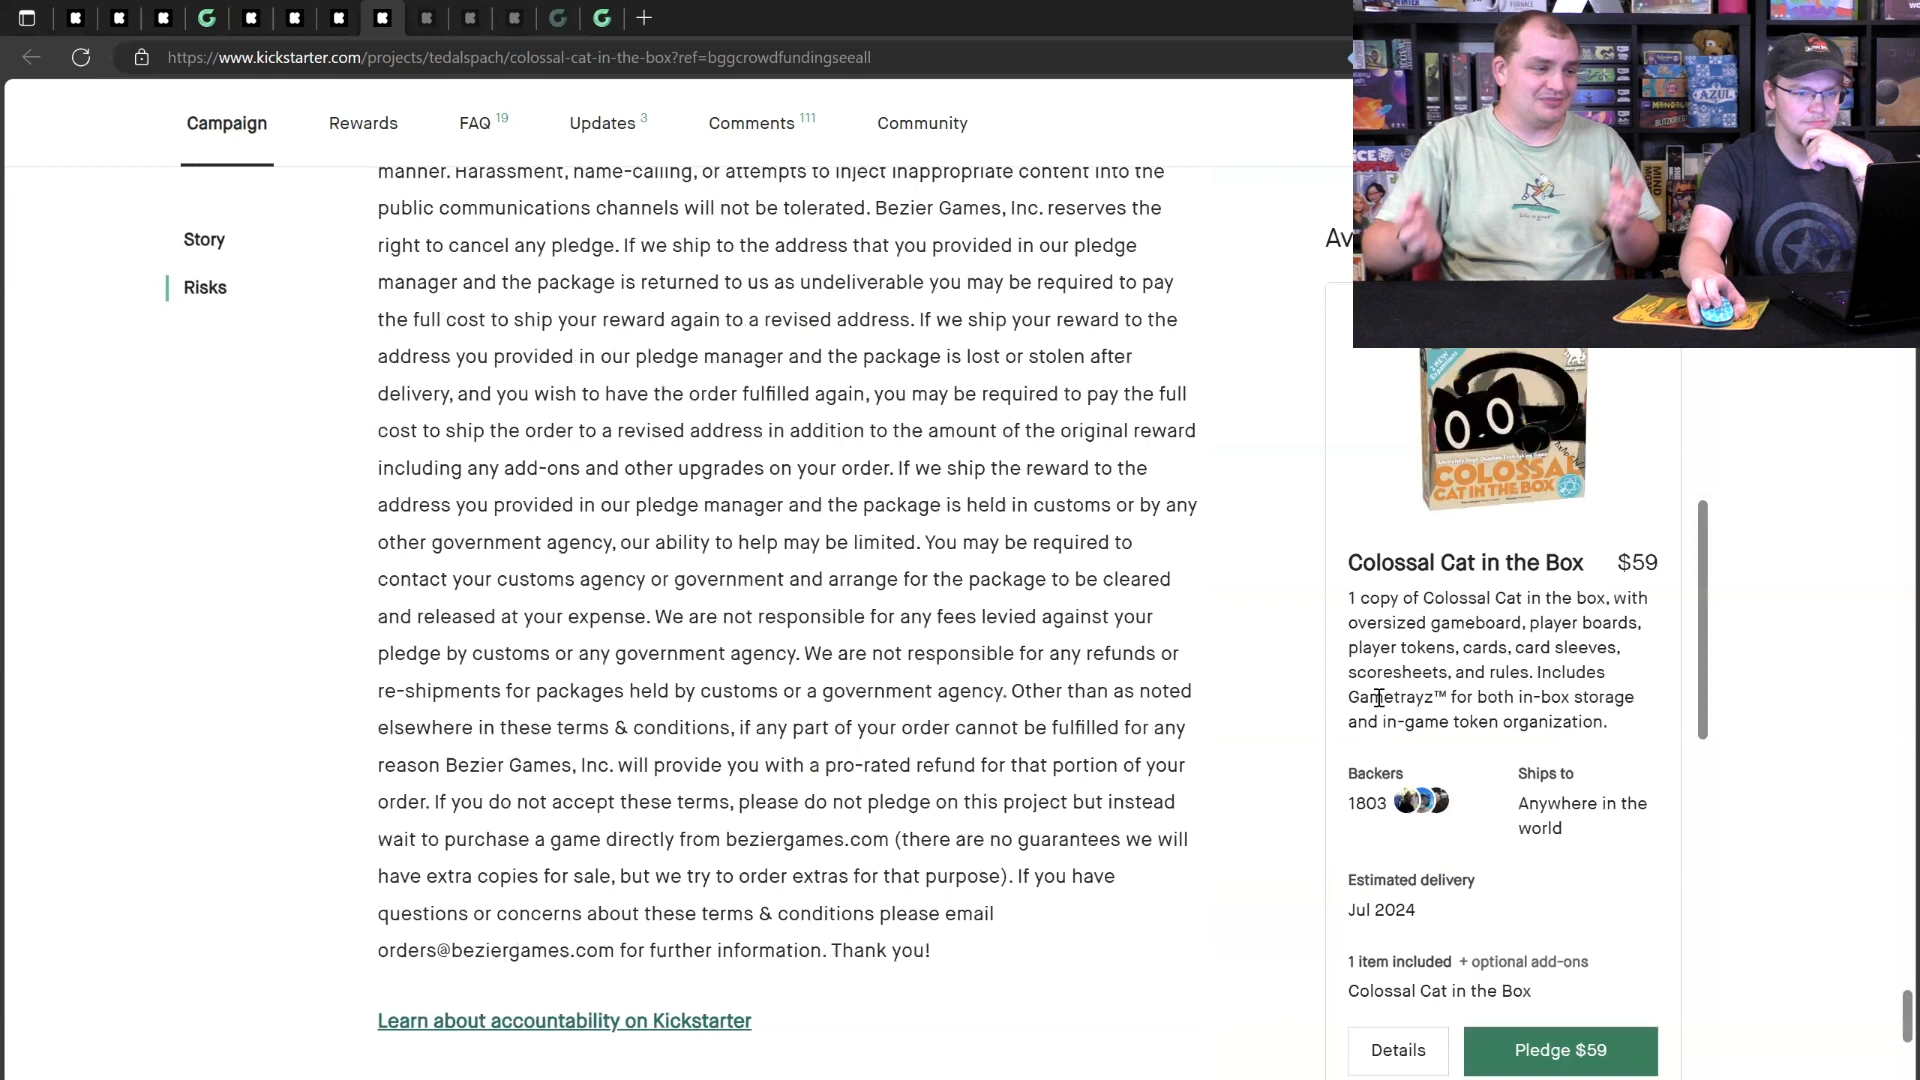 https://www.kickstarter.com/projects/tedalspach/colossal-cat-in-the-box?ref=bggcrowdfundingseeall
Campaign
Rewards
FAQ 19
Updates 3
Comments 111
Community
Story
Risks
manner. Harassment, name-calling, or attempts to inject inappropriate content into the
public communications channels will not be tolerated. Bezier Games, Inc. reserves the
right to cancel any pledge. If we ship to the address that you provided in our pledge
manager and the package is returned to us as undeliverable you may be required to pay
the full cost to ship your reward again to a revised address. If we ship your reward to the
address you provided in our pledge manager and the package is lost or stolen after
delivery, and you wish to have the order fulfilled again, you may be required to pay the full
cost to ship the order to a revised address in addition to the amount of the original reward
including any add-ons and other upgrades on your order. If we ship the reward to the
address you provided in our pledge manager and the package is held in customs or by any
other government agency, our ability to help may be limited. You may be required to
contact your customs agency or government and arrange for the package to be cleared
and released at your expense. We are not responsible for any fees levied against your
pledge by customs or any government agency. We are not responsible for any refunds or
re-shipments for packages held by customs or a government agency. Other than as noted
elsewhere in these terms & conditions, if any part of your order cannot be fulfilled for any
reason Bezier Games, Inc. will provide you with a pro-rated refund for that portion of your
order. If you do not accept these terms, please do not pledge on this project but instead
wait to purchase a game directly from beziergames.com (there are no guarantees we will
have extra copies for sale, but we try to order extras for that purpose). If you have
questions or concerns about these terms & conditions please email
orders@beziergames.com for further information. Thank you!
Learn about accountability on Kickstarter
Av
AZUL
COLOSSAL
CAT IN THE BOX
Colossal Cat in the Box $59
1 copy of Colossal Cat in the box, with
oversized gameboard, player boards,
player tokens, cards, card sleeves,
scoresheets, and rules. Includes
Gametrayz™ for both in-box storage
and in-game token organization.
Backers
1803
Ships to
Anywhere in the
world
Estimated delivery
Jul 2024
1 item included + optional add-ons
Colossal Cat in the Box
Details
Pledge $59